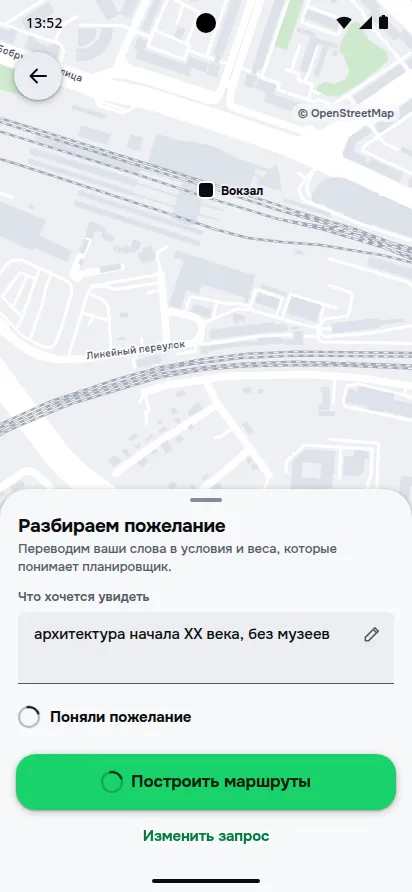 13:52
© OpenStreetMap
Вокзал
Линейный переулок
Разбираем пожелание
Переводим ваши слова в условия и веса, которые
понимает планировщик.
Что хочется увидеть
архитектура начала XX века, без музеев
Поняли пожелание
Построить маршруты
Изменить запрос